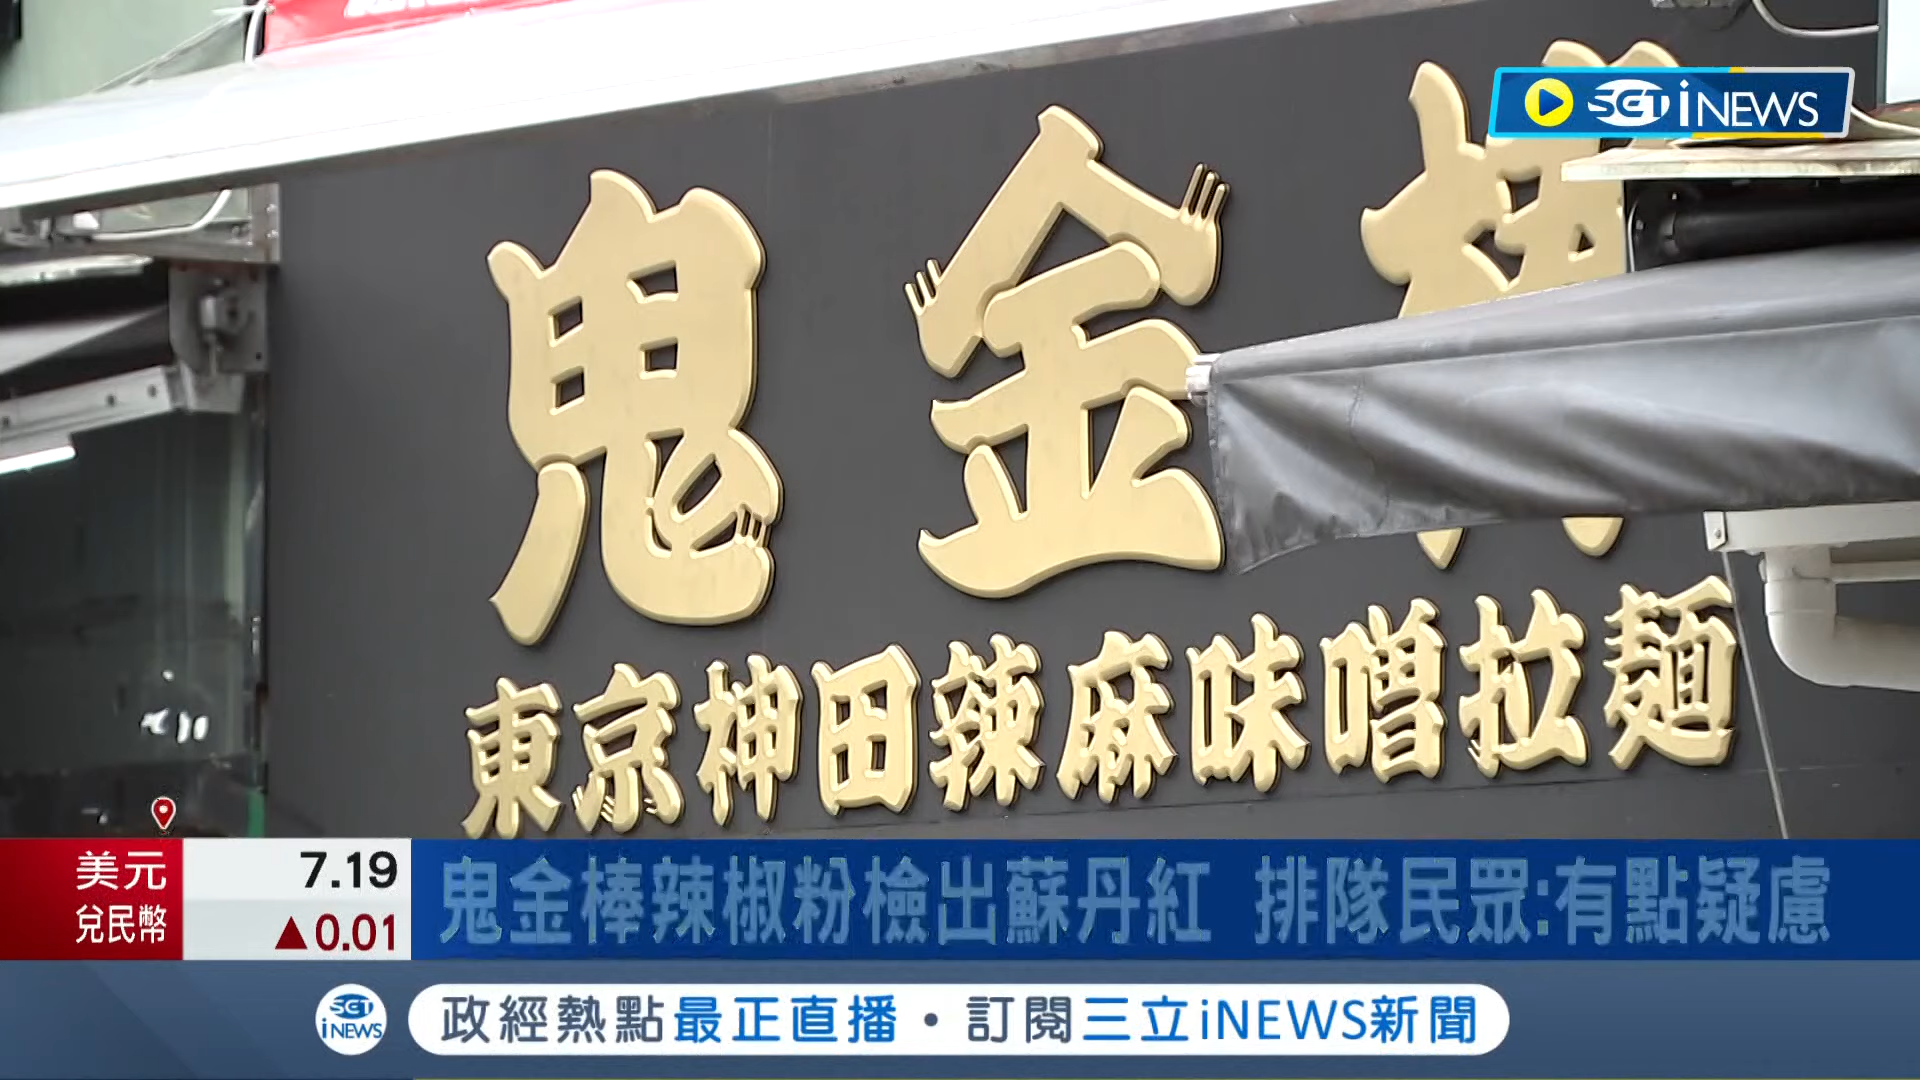 SET iNEWS
鬼金棒
東京神田辣麻味噌拉麵
美元
兌民幣
7.19
▲0.01
鬼金棒辣椒粉檢出蘇丹紅 排隊民眾:有點疑慮
SET iNEWS
政經熱點最正直播・訂閱三立iNEWS新聞